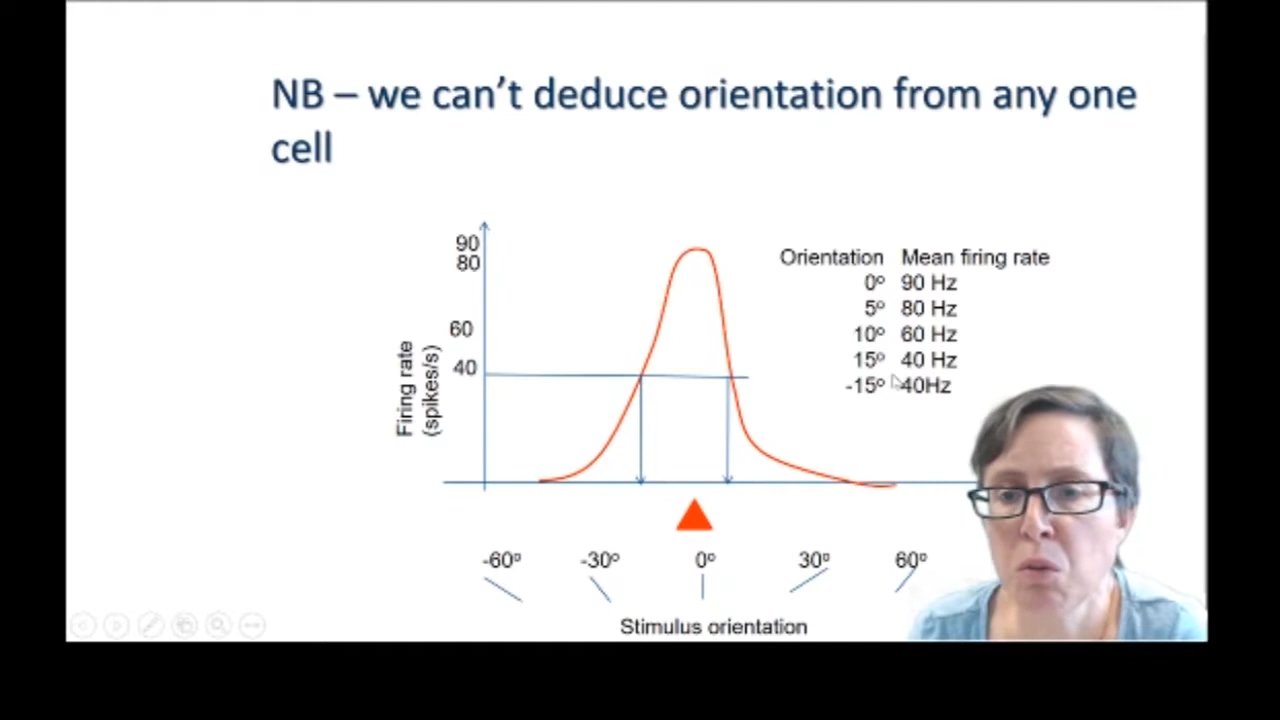 NB – we can't deduce orientation from any one
cell
90
80
60
40
Firing rate
(spikes/s)
Orientation Mean firing rate
0º 90 Hz
5º 80 Hz
10º 60 Hz
15º 40 Hz
-15º 40Hz
-60º -30º 0º 30º 60º
Stimulus orientation